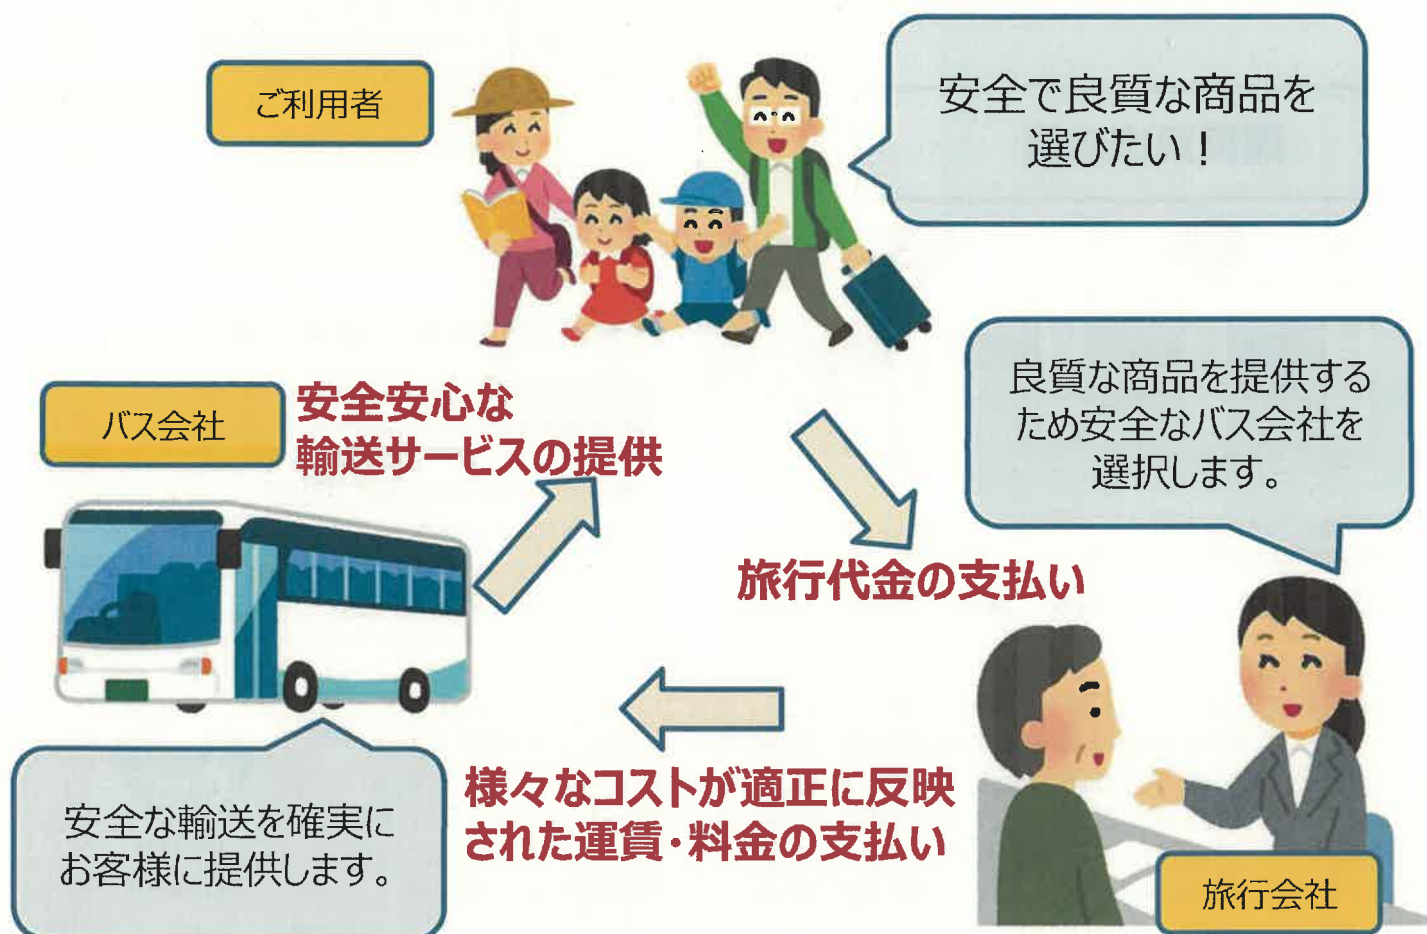 ご利用者
安全で良質な商品を
選びたい！
バス会社
安全安心な
輸送サービスの提供
良質な商品を提供する
ため安全なバス会社を
選択します。
旅行代金の支払い
安全な輸送を確実に
お客様に提供します。
様々なコストが適正に反映
された運賃・料金の支払い
旅行会社